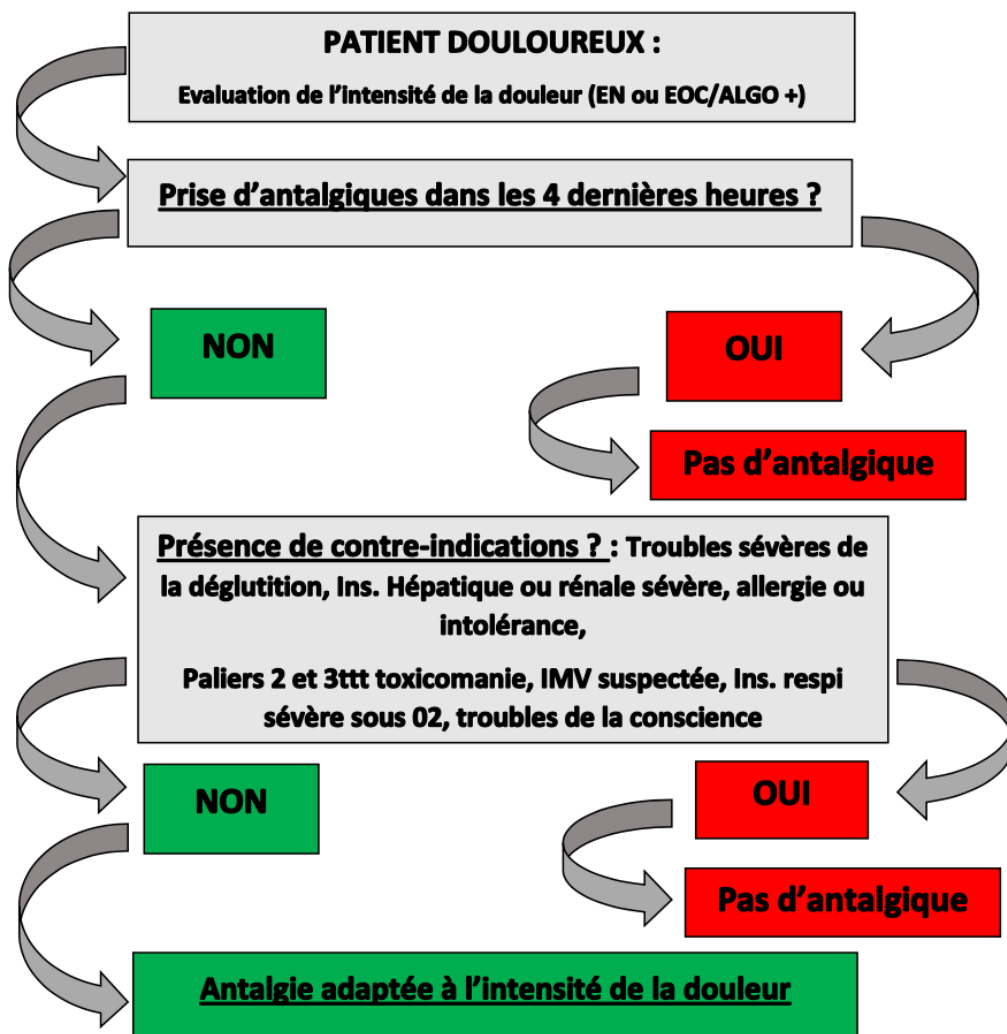 PATIENT DOULOUREUX :
Evaluation de l'intensité de la douleur (EN ou EOC/ALGO +)
Prise d'antalgiques dans les 4 dernières heures ?
NON
OUI
Pas d'antalgique
Présence de contre-indications ? : Troubles sévères de
la déglutition, Ins. Hépatique ou rénale sévère, allergie ou
intolérance,
Paliers 2 et 3ttt toxicomanie, IMV suspectée, Ins. respi
sévère sous 02, troubles de la conscience
NON
OUI
Pas d'antalgique
Antalgie adaptée à l'intensité de la douleur